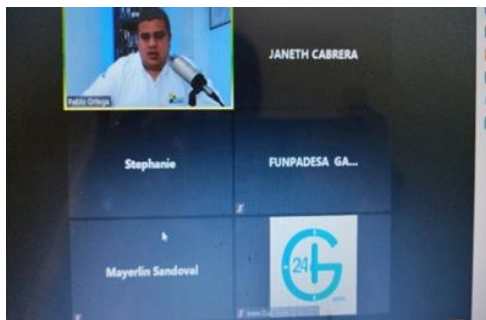 Pablo Ortega
JANETH CABRERA
Stephanie
FUNPADESA GA...
Mayerlin Sandoval
24